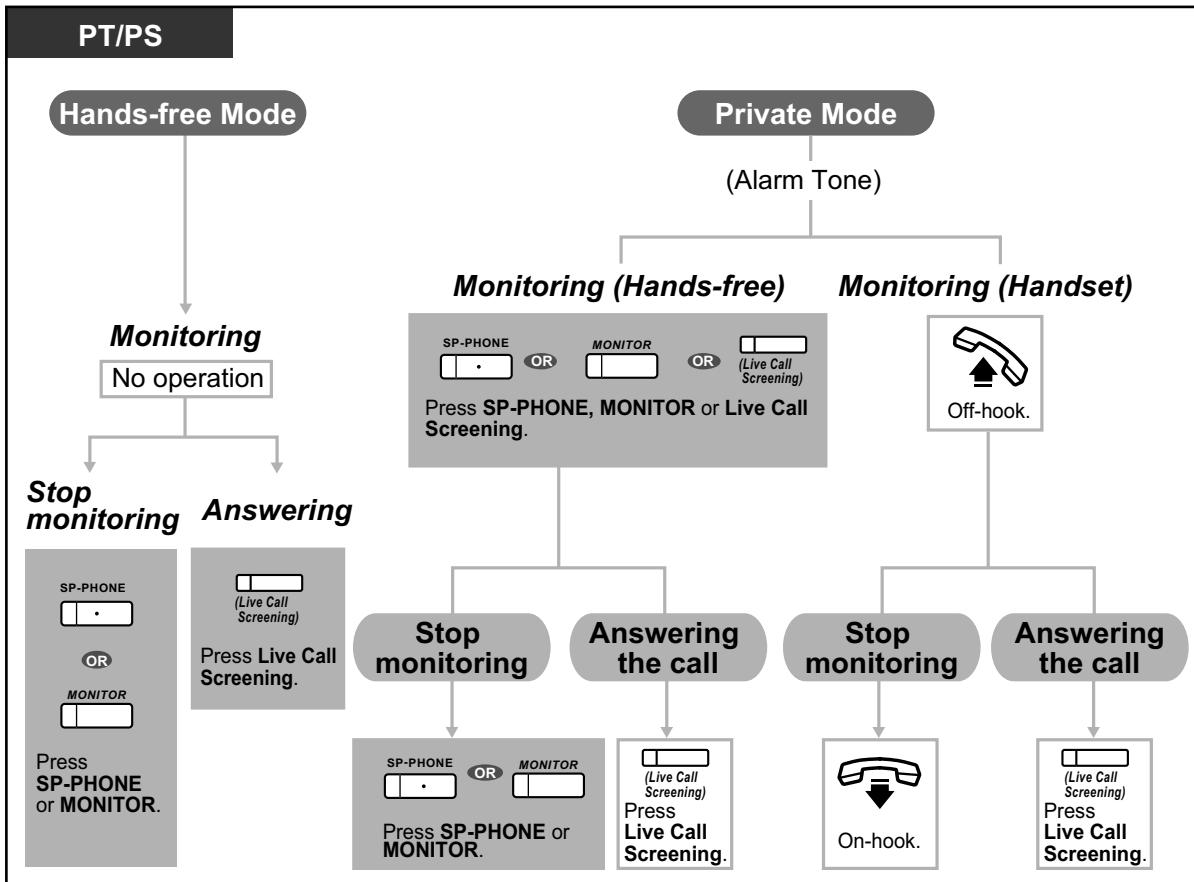 PT/PS
Hands-free Mode
Monitoring
No operation
Stop
monitoring
SP-PHONE
OR
MONITOR
Press
SP-PHONE
or MONITOR.
Answering
(Live Call
Screening)
Press Live Call
Screening.
Private Mode
(Alarm Tone)
Monitoring (Hands-free)
SP-PHONE
OR
MONITOR
OR
(Live Call
Screening)
Press SP-PHONE, MONITOR or Live Call
Screening.
Stop
monitoring
SP-PHONE
OR
MONITOR
Press SP-PHONE or
MONITOR.
Answering
the call
(Live Call
Screening)
Press
Live Call
Screening.
Monitoring (Handset)
Off-hook.
Stop
monitoring
On-hook.
Answering
the call
(Live Call
Screening)
Press
Live Call
Screening.